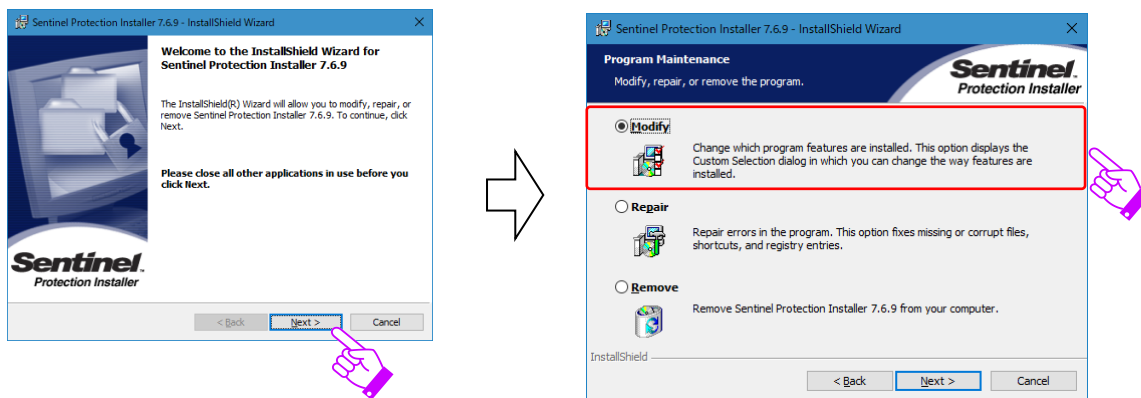 Sentinel Protection Installer 7.6.9 - InstallShield Wizard
Welcome to the InstallShield Wizard for
Sentinel Protection Installer 7.6.9
The InstallShield(R) Wizard will allow you to modify, repair, or
remove Sentinel Protection Installer 7.6.9. To continue, click
Next.
Please close all other applications in use before you
click Next.
Sentinel.
Protection Installer
< Back
Next >
Cancel
Sentinel Protection Installer 7.6.9 - InstallShield Wizard
Program Maintenance
Modify, repair, or remove the program.
Sentinel.
Protection Installer
Modify
Change which program features are installed. This option displays the
Custom Selection dialog in which you can change the way features are
installed.
Repair
Repair errors in the program. This option fixes missing or corrupt files,
shortcuts, and registry entries.
Remove
Remove Sentinel Protection Installer 7.6.9 from your computer.
InstallShield
< Back
Next >
Cancel